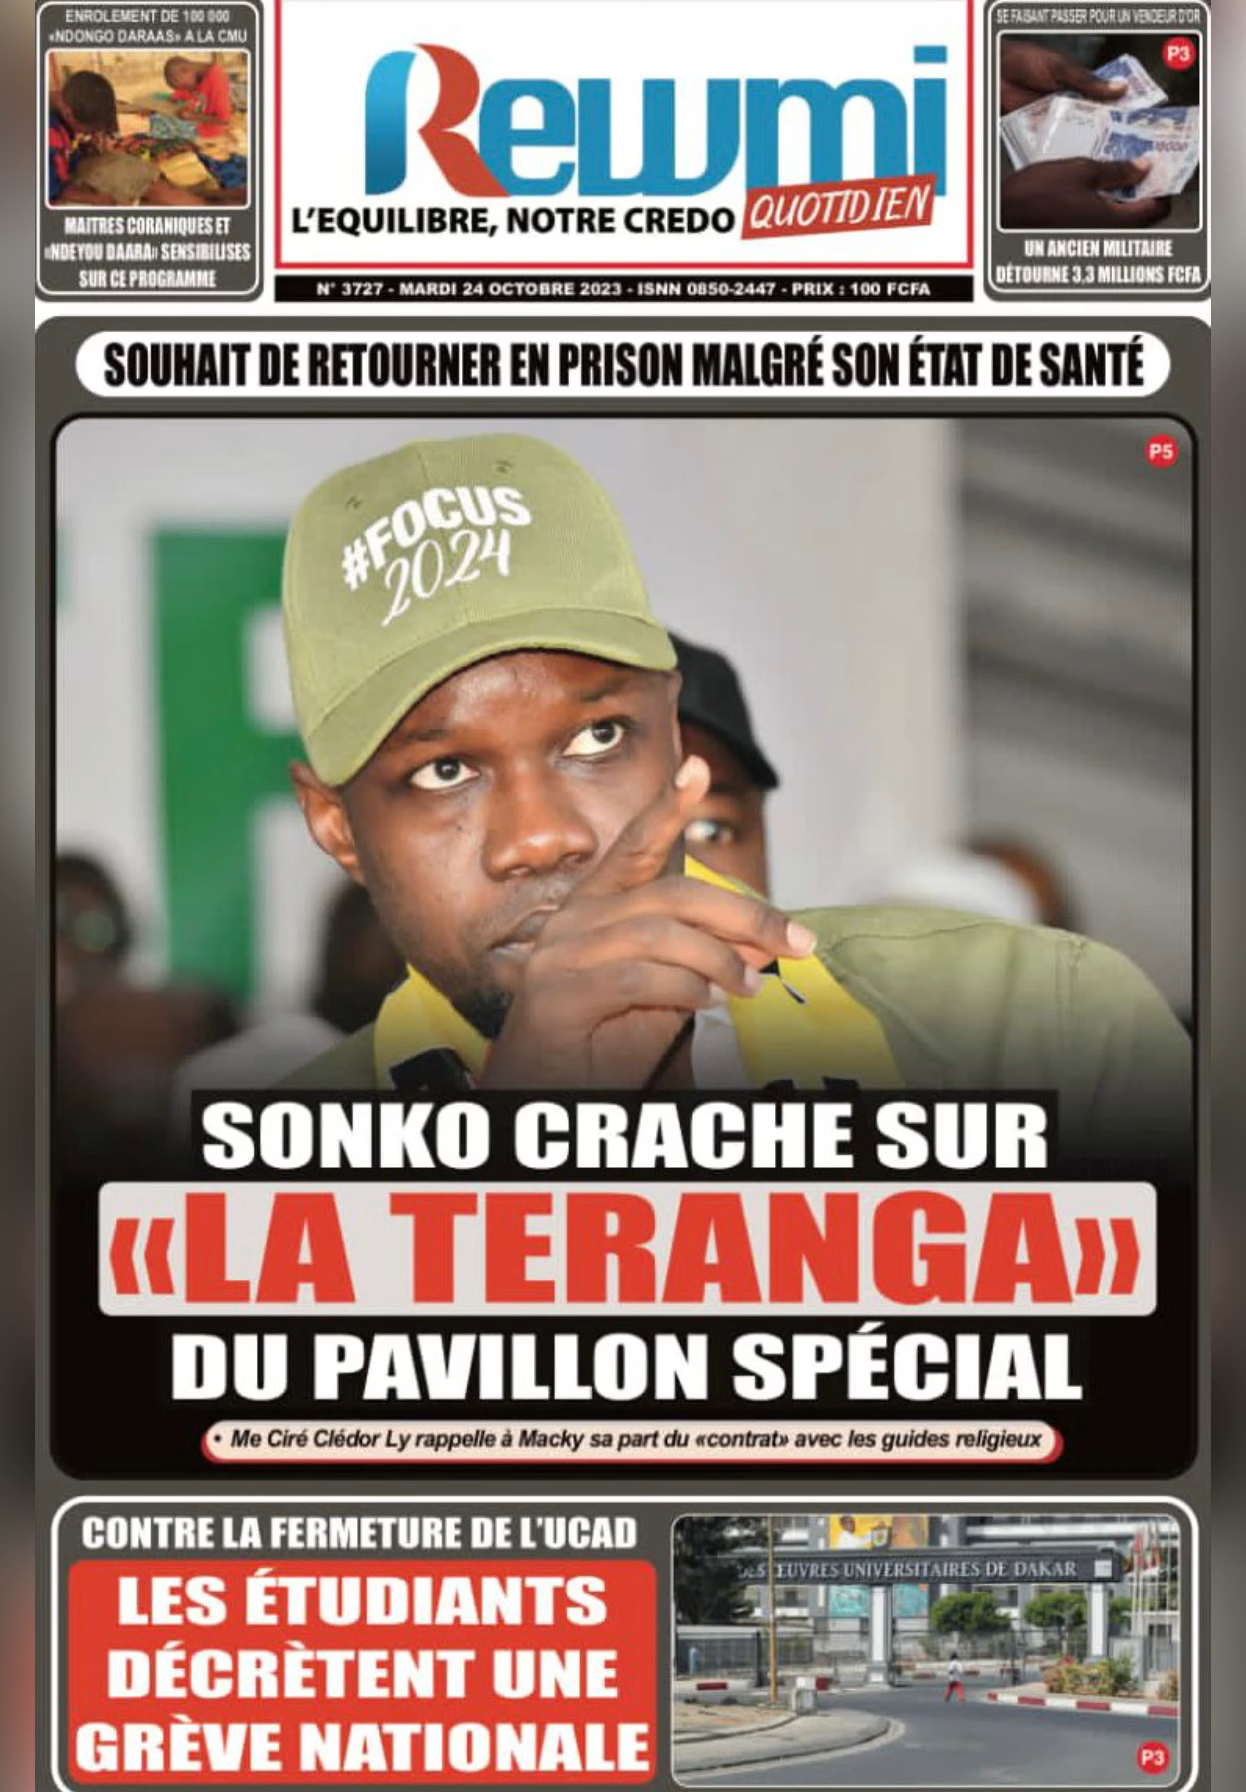 ENROLEMENT DE 100 000
«NDONGO DARAAS» A LA CMU
MAITRES CORANIQUES ET
«NDEYOU DAARA» SENSIBILISES
SUR CE PROGRAMME
Rewmi
QUOTIDIEN
L'EQUILIBRE, NOTRE CREDO
N° 3727 - MARDI 24 OCTOBRE 2023 - ISNN 0850-2447 - PRIX : 100 FCFA
SE FAISANT PASSER POUR UN VENDEUR D'OR
P3
UN ANCIEN MILITAIRE
DÉTOURNE 3,3 MILLIONS FCFA
SOUHAIT DE RETOURNER EN PRISON MALGRÉ SON ÉTAT DE SANTÉ
P5
#FOCUS
2024
SONKO CRACHE SUR
«LA TERANGA»
DU PAVILLON SPÉCIAL
• Me Ciré Clédor Ly rappelle à Macky sa part du «contrat» avec les guides religieux
CONTRE LA FERMETURE DE L'UCAD
LES ÉTUDIANTS
DÉCRÈTENT UNE
GRÈVE NATIONALE
UNIVERSITAIRES DE DAKAR
P3